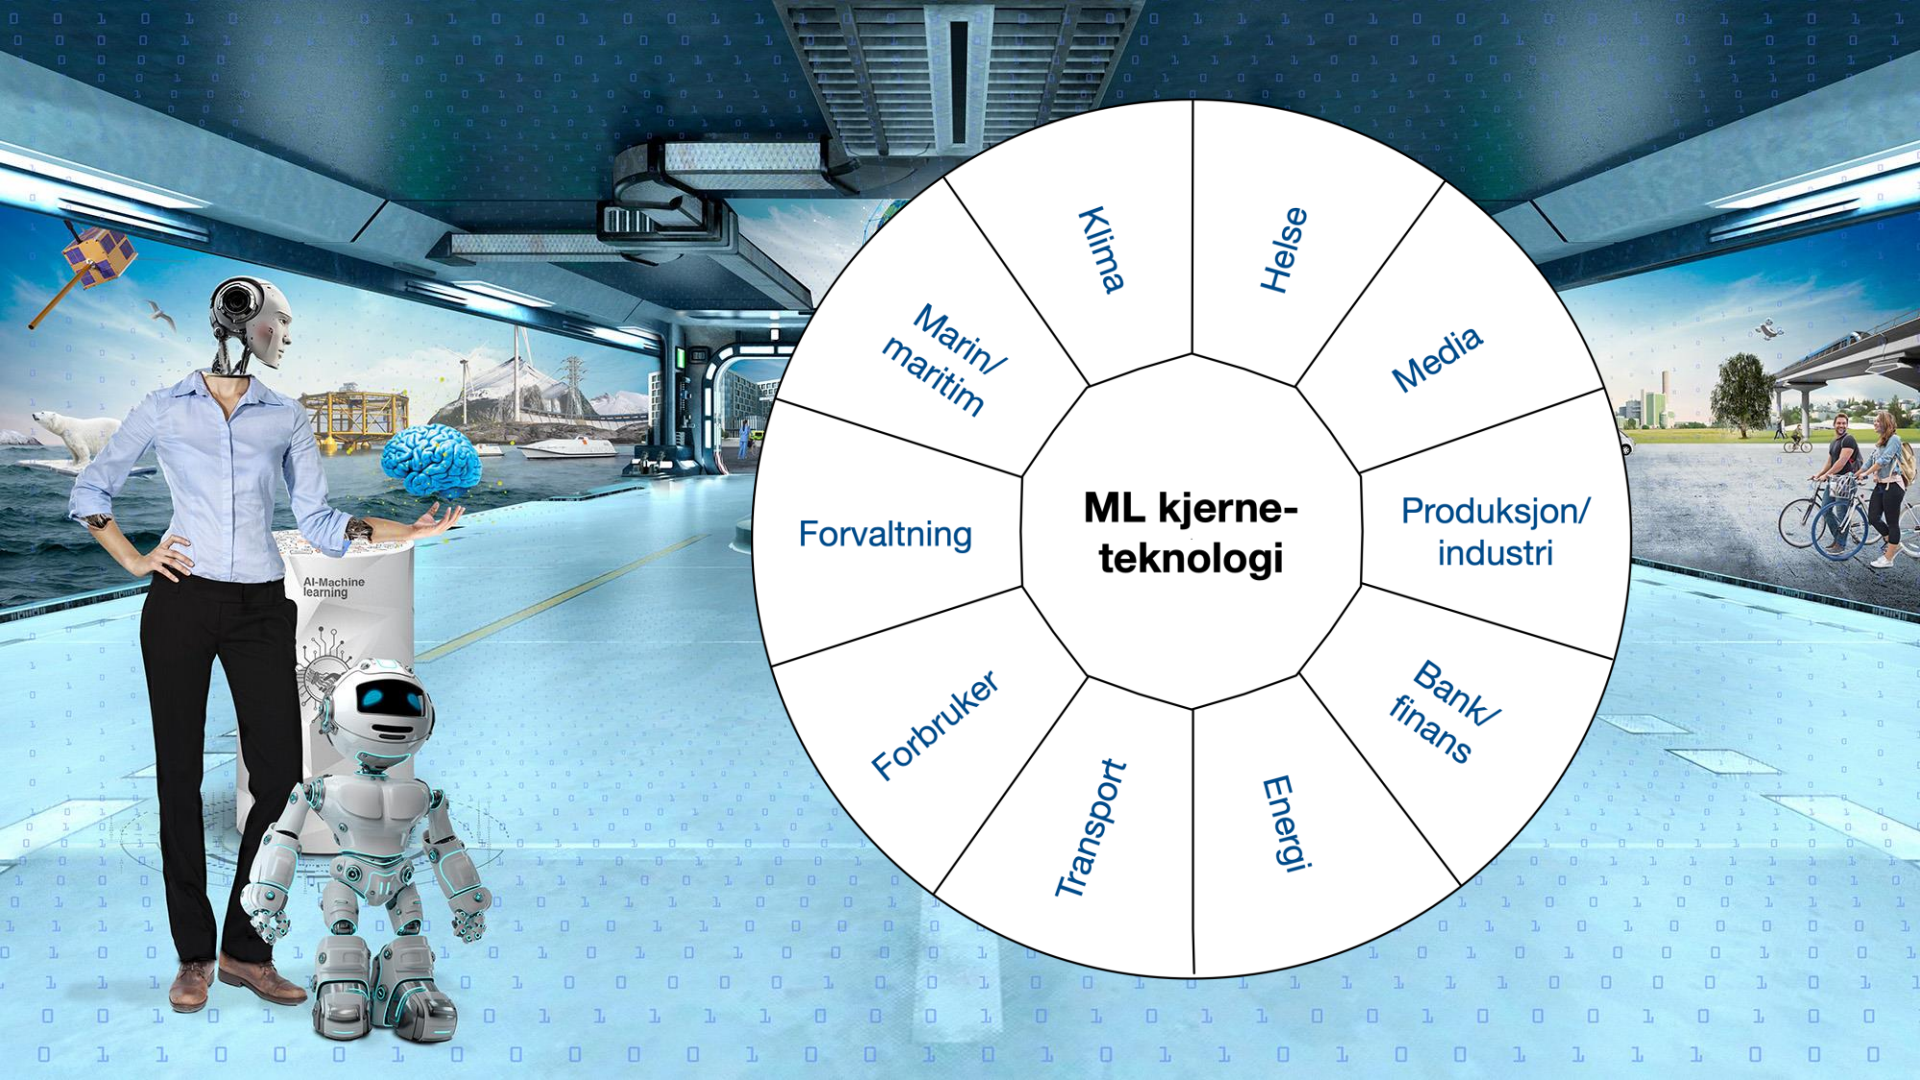 Klima
Helse
Marin/
maritim
Media
Forvaltning
ML kjerne-
teknologi
Produksjon/
industri
Forbruker
Bank/
finans
Transport
Energi
AI-Machine
learning